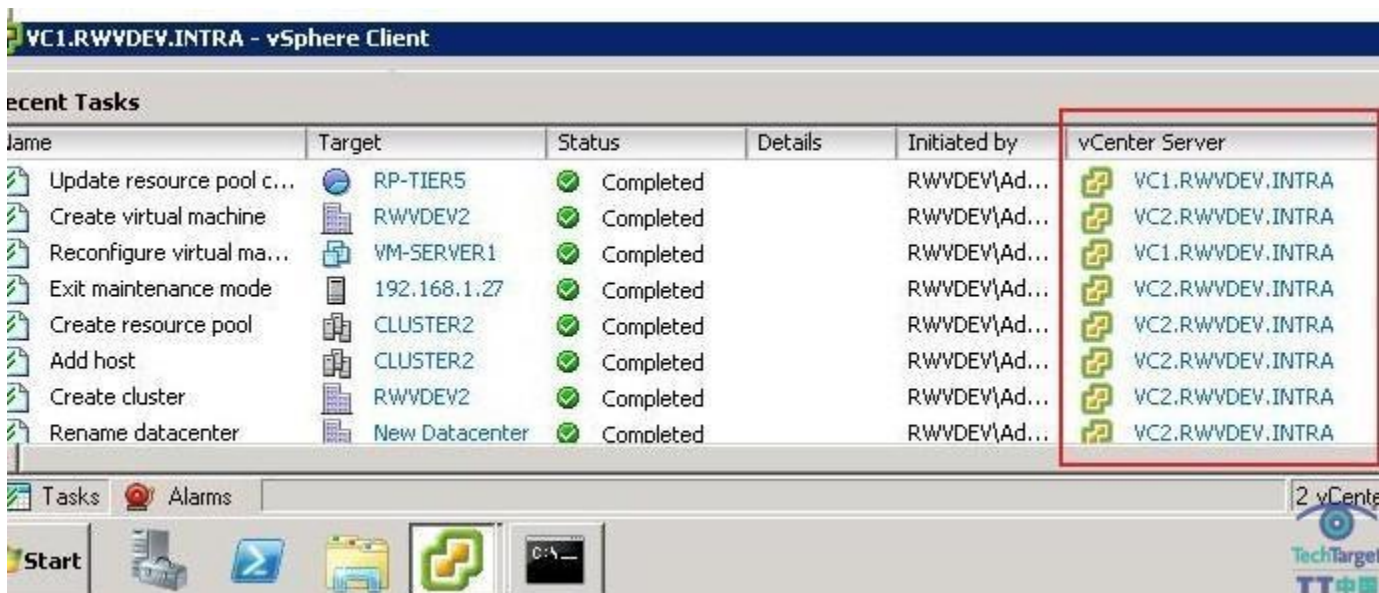 VC1.RWVDEV.INTRA - vSphere Client
ecent Tasks
Name Target Status Details Initiated by vCenter Server
Update resource pool c... RP-TIER5 Completed RWVDEV\Ad... VC1.RWVDEV.INTRA
Create virtual machine RWVDEV2 Completed RWVDEV\Ad... VC2.RWVDEV.INTRA
Reconfigure virtual ma... VM-SERVER1 Completed RWVDEV\Ad... VC1.RWVDEV.INTRA
Exit maintenance mode 192.168.1.27 Completed RWVDEV\Ad... VC2.RWVDEV.INTRA
Create resource pool CLUSTER2 Completed RWVDEV\Ad... VC2.RWVDEV.INTRA
Add host CLUSTER2 Completed RWVDEV\Ad... VC2.RWVDEV.INTRA
Create cluster RWVDEV2 Completed RWVDEV\Ad... VC2.RWVDEV.INTRA
Rename datacenter New Datacenter Completed RWVDEV\Ad... VC2.RWVDEV.INTRA
Tasks Alarms 2 vCente
Start C:\_ TechTarget
TT中国